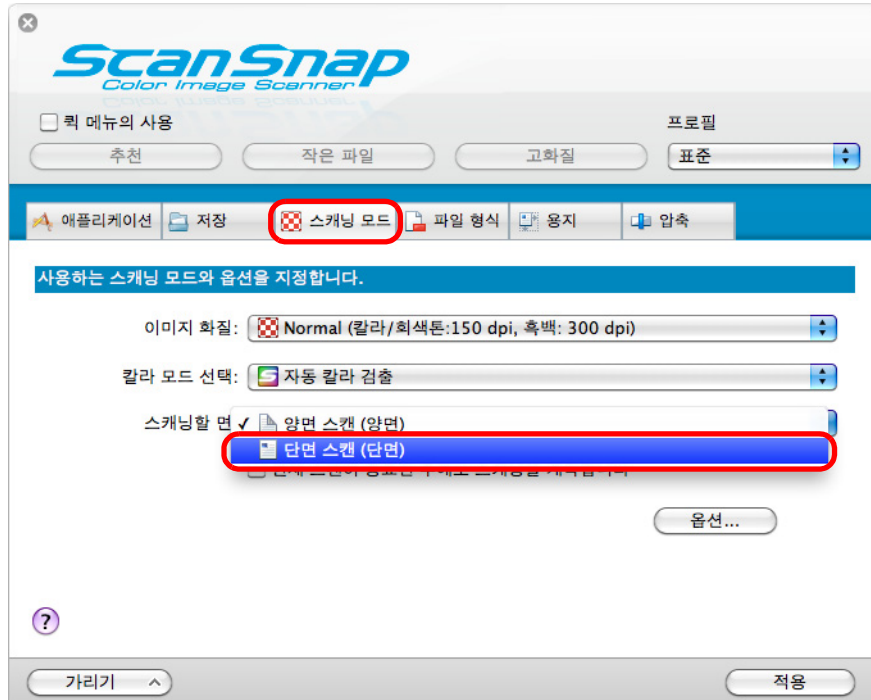 ScanSnap
Color Image Scanner
퀵 메뉴의 사용
프로필
추천
작은 파일
고화질
표준
애플리케이션
저장
스캐닝 모드
파일 형식
용지
압축
사용하는 스캐닝 모드와 옵션을 지정합니다.
이미지 화질:
Normal (칼라/회색톤:150 dpi, 흑백: 300 dpi)
칼라 모드 선택:
자동 칼라 검출
스캐닝할 면
✓ 양면 스캔 (양면)
단면 스캔 (단면)
옵션...
?
가리기
적용